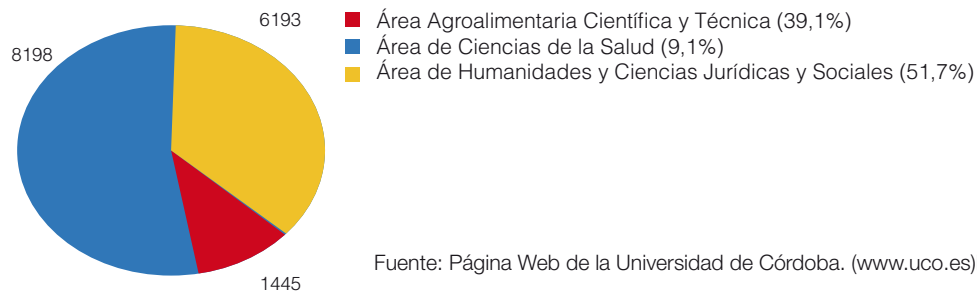 6193
8198
1445
Área Agroalimentaria Científica y Técnica (39,1%)
Área de Ciencias de la Salud (9,1%)
Área de Humanidades y Ciencias Jurídicas y Sociales (51,7%)
Fuente: Página Web de la Universidad de Córdoba. (www.uco.es)